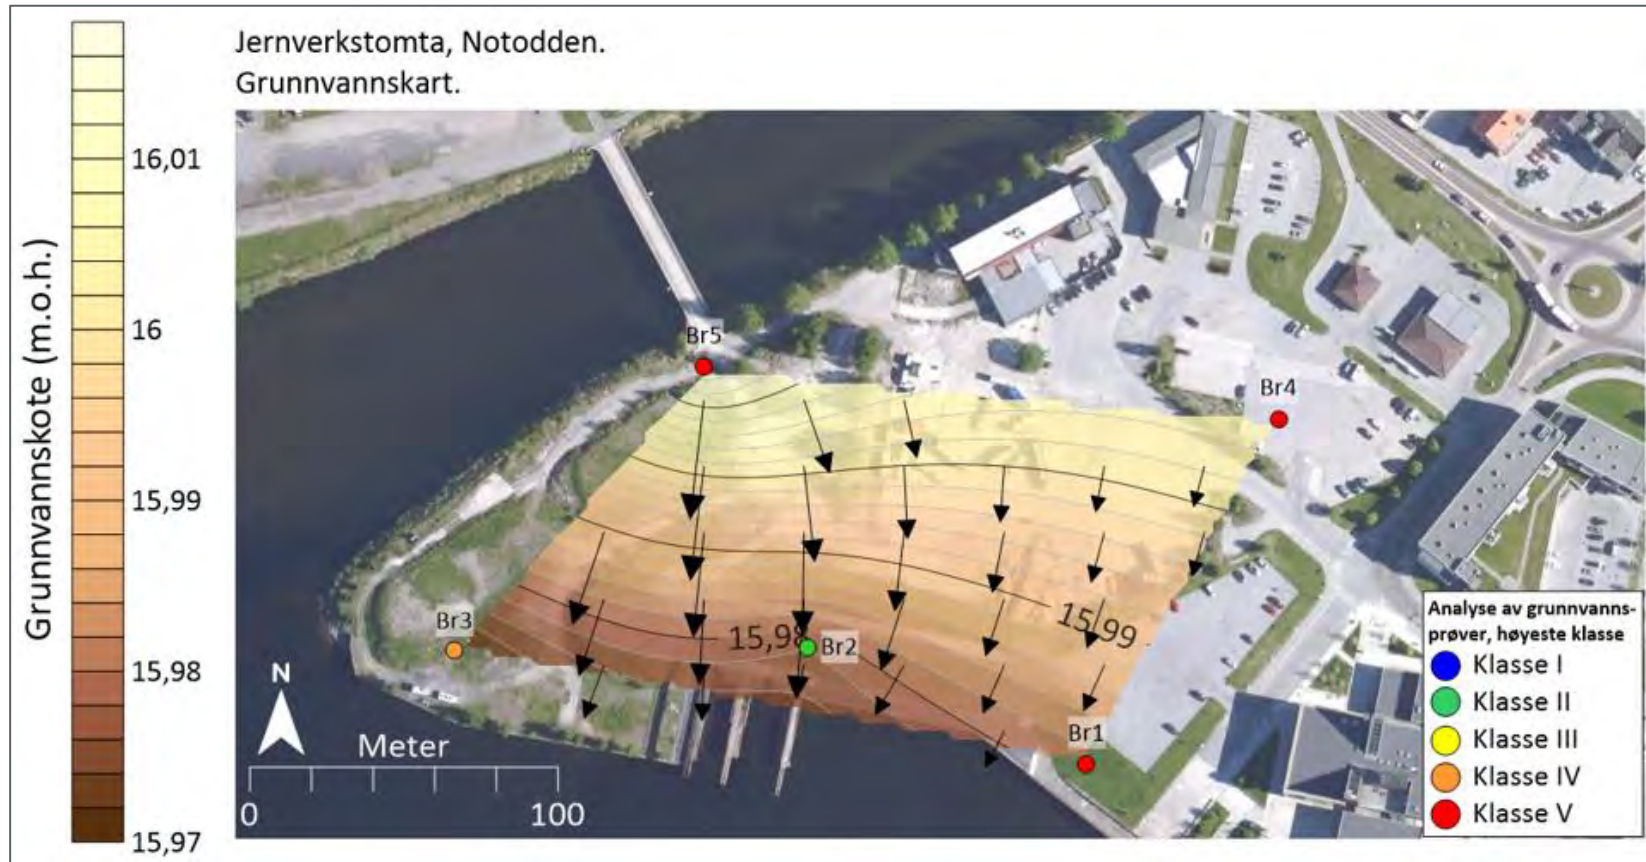 Jernverkstomta, Notodden.
Grunnvannskart.
Grunnvannskote (m.o.h.)
16,01
16
15,99
15,98
15,97
Br5
Br4
Br3
15,98
Br2
15,99
Br1
N
Meter
0
100
Analyse av grunnvanns-
prøver, høyeste klasse
Klasse I
Klasse II
Klasse III
Klasse IV
Klasse V